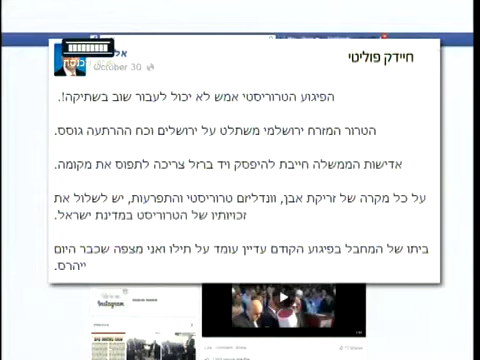 חיידק פוליטי
October 30
הפיגוע הטרוריסטי אמש לא יכול לעבור שוב בשתיקה!.
הטרור המזרח ירושלמי משתלט על ירושלים וכח ההרתעה גוסס.
אדישות הממשלה חייבת להיפסק ויד ברזל צריכה לתפוס את מקומה.
על כל מקרה של זריקת אבן, וונדליזם טרוריסטי והתפרעות, יש לשלול את
זכויותיו של הטרוריסט במדינת ישראל.
ביתו של המחבל בפיגוע הקודם עדיין עומד על תילו ואני מצפה שכבר היום
ייהרס.
Instagram